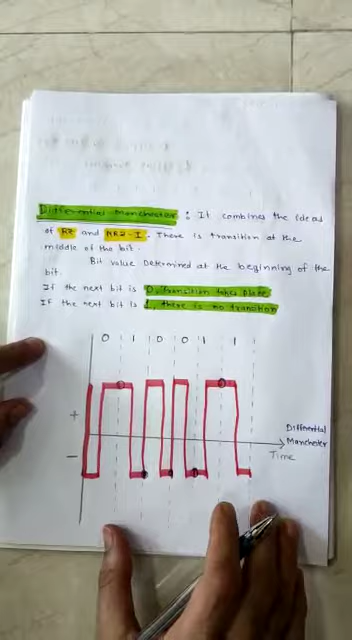 Differential Manchester : It combines the ideas
of RZ and NRZ-I. There is transition at the
middle of the bit.
Bit value determined at the beginning of the
bit.
If the next bit is 0, transition takes place
If the next bit is 1, there is no transition
0 1 0 0 1 1
+
Differential
Manchester
−
Time